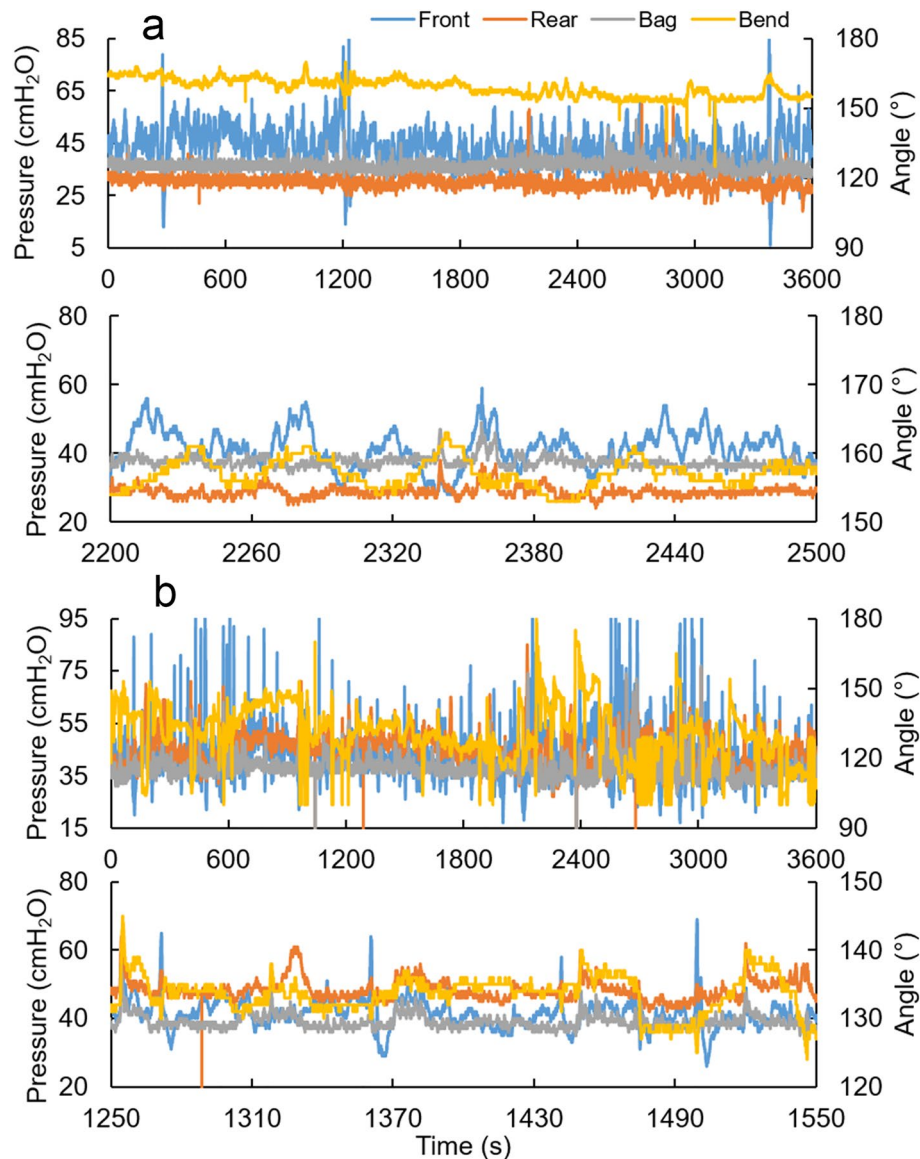 a
Front Rear Bag Bend
85 180
65 150
45
120
25
5 90
Pressure (cmH₂O)
Angle (°)
0 600 1200 1800 2400 3000 3600
80 180
60 170
40 160
20 150
Pressure (cmH₂O)
Angle (°)
2200 2260 2320 2380 2440 2500
b
95 180
75
150
55
120
35
15 90
Pressure (cmH₂O)
Angle (°)
0 600 1200 1800 2400 3000 3600
80 150
60 140
40 130
20 120
Pressure (cmH₂O)
Angle (°)
1250 1310 1370 1430 1490 1550
Time (s)